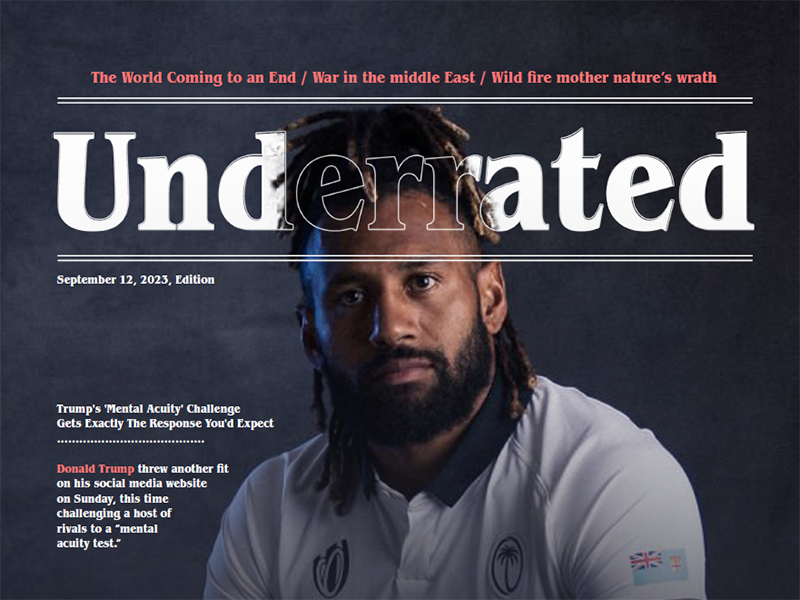 The World Coming to an End / War in the middle East / Wild fire mother nature's wrath
Underrated
September 12, 2023, Edition
Trump's 'Mental Acuity' Challenge
Gets Exactly The Response You'd Expect
Donald Trump threw another fit
on his social media website
on Sunday, this time
challenging a host of
rivals to a "mental
acuity test."